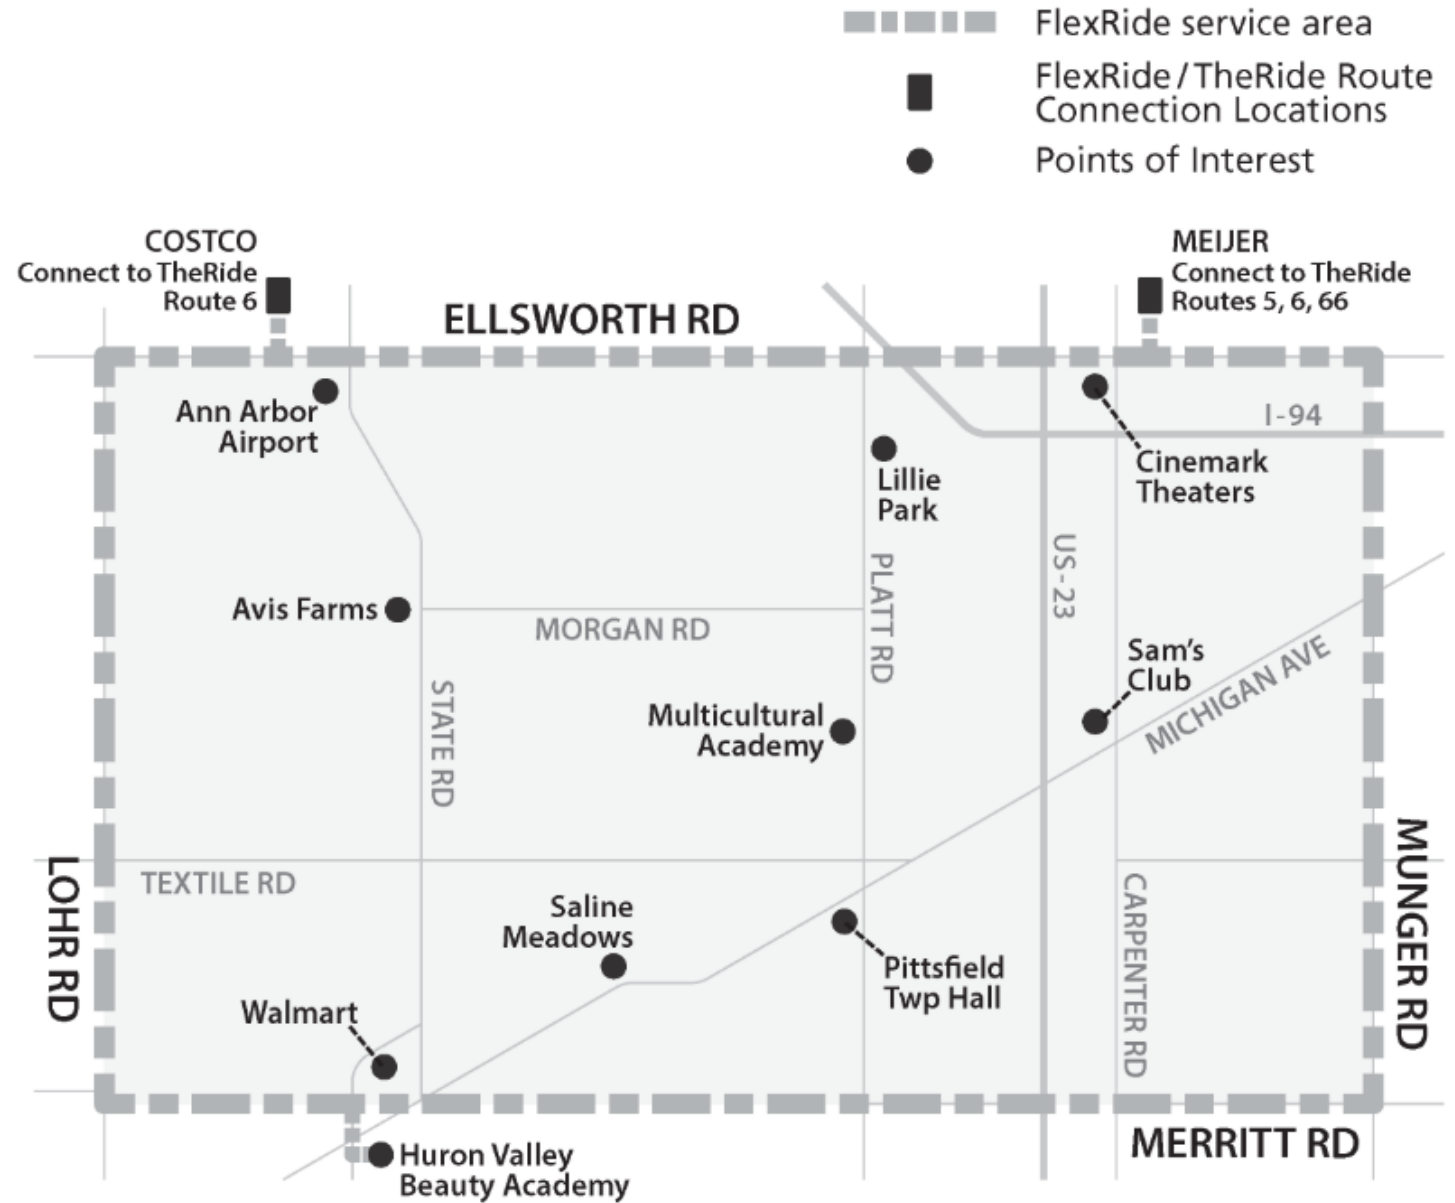 FlexRide service area
FlexRide/TheRide Route
Connection Locations
Points of Interest
COSTCO
Connect to TheRide
Route 6
MEIJER
Connect to TheRide
Routes 5, 6, 66
ELLSWORTH RD
Ann Arbor
Airport
I-94
Cinemark
Theaters
Lillie
Park
US-23
PLATT RD
Avis Farms
MORGAN RD
Sam's
Club
MICHIGAN AVE
STATE RD
Multicultural
Academy
LOHR RD
TEXTILE RD
MUNGER RD
CARPENTER RD
Saline
Meadows
Pittsfield
Twp Hall
Walmart
MERRITT RD
Huron Valley
Beauty Academy